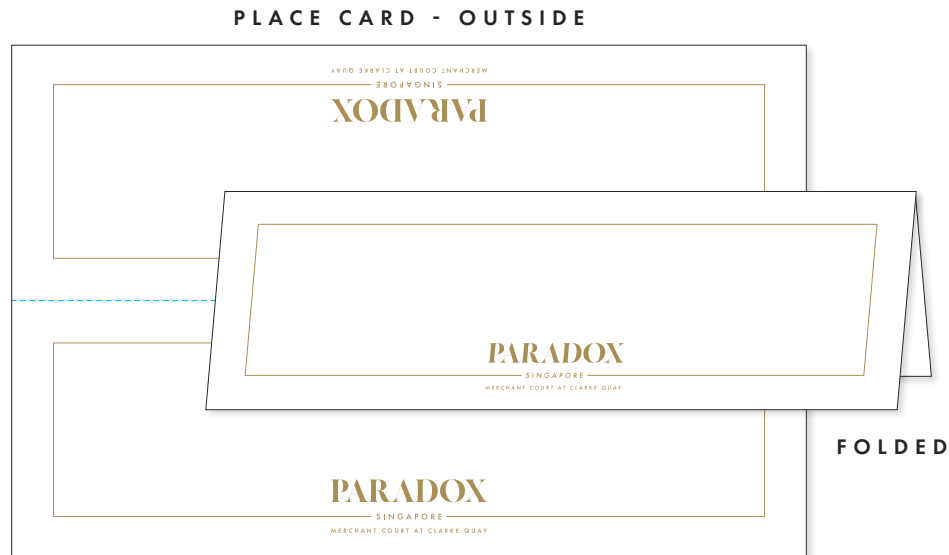 PLACE CARD - OUTSIDE
MERCHANT COURT AT CLARKE QUAY
SINGAPORE
PARADOX
PARADOX
SINGAPORE
MERCHANT COURT AT CLARKE QUAY
FOLDED
PARADOX
SINGAPORE
MERCHANT COURT AT CLARKE QUAY